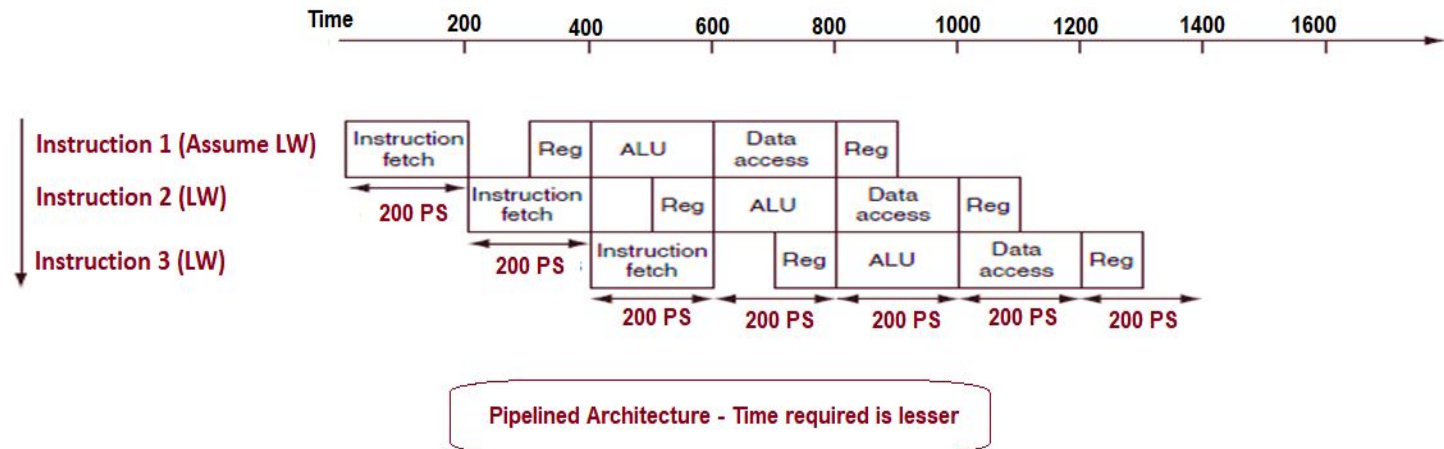 Time 200 400 600 800 1000 1200 1400 1600
Instruction 1 (Assume LW)
Instruction
fetch
Reg
ALU
Data
access
Reg
200 PS
Instruction 2 (LW)
Instruction
fetch
Reg
ALU
Data
access
Reg
200 PS
Instruction 3 (LW)
Instruction
fetch
Reg
ALU
Data
access
Reg
200 PS 200 PS 200 PS 200 PS 200 PS
Pipelined Architecture - Time required is lesser